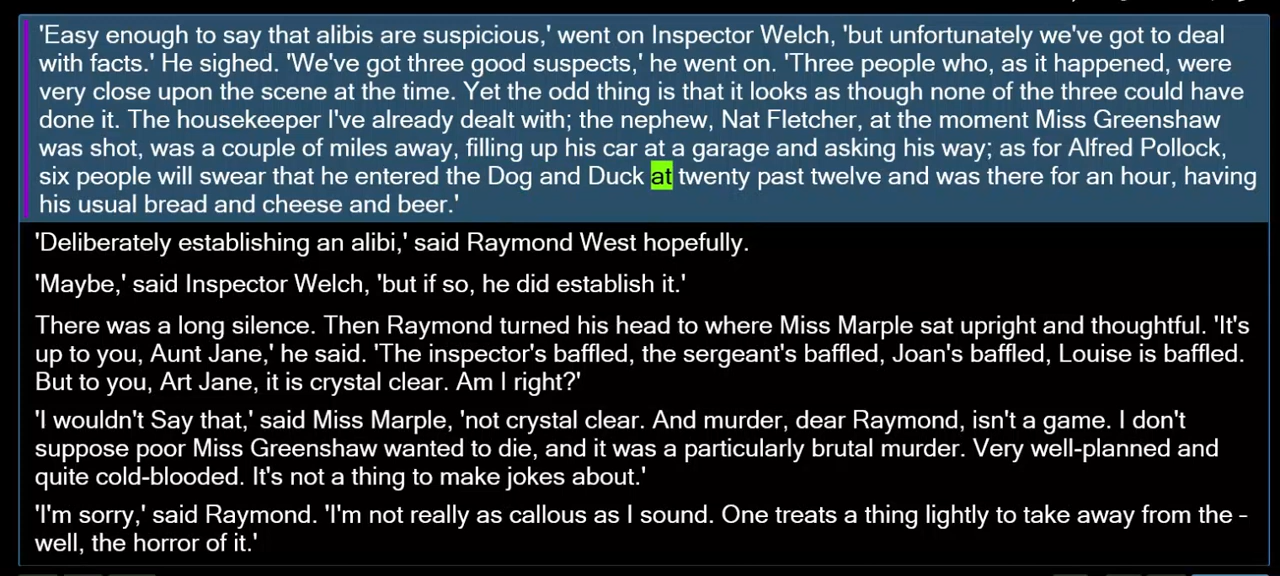 'Easy enough to say that alibis are suspicious,' went on Inspector Welch, 'but unfortunately we've got to deal
with facts.' He sighed. 'We've got three good suspects,' he went on. 'Three people who, as it happened, were
very close upon the scene at the time. Yet the odd thing is that it looks as though none of the three could have
done it. The housekeeper I've already dealt with; the nephew, Nat Fletcher, at the moment Miss Greenshaw
was shot, was a couple of miles away, filling up his car at a garage and asking his way; as for Alfred Pollock,
six people will swear that he entered the Dog and Duck at twenty past twelve and was there for an hour, having
his usual bread and cheese and beer.'
'Deliberately establishing an alibi,' said Raymond West hopefully.
'Maybe,' said Inspector Welch, 'but if so, he did establish it.'
There was a long silence. Then Raymond turned his head to where Miss Marple sat upright and thoughtful. 'It's
up to you, Aunt Jane,' he said. 'The inspector's baffled, the sergeant's baffled, Joan's baffled, Louise is baffled.
But to you, Art Jane, it is crystal clear. Am I right?'
'I wouldn't Say that,' said Miss Marple, 'not crystal clear. And murder, dear Raymond, isn't a game. I don't
suppose poor Miss Greenshaw wanted to die, and it was a particularly brutal murder. Very well-planned and
quite cold-blooded. It's not a thing to make jokes about.'
'I'm sorry,' said Raymond. 'I'm not really as callous as I sound. One treats a thing lightly to take away from the –
well, the horror of it.'